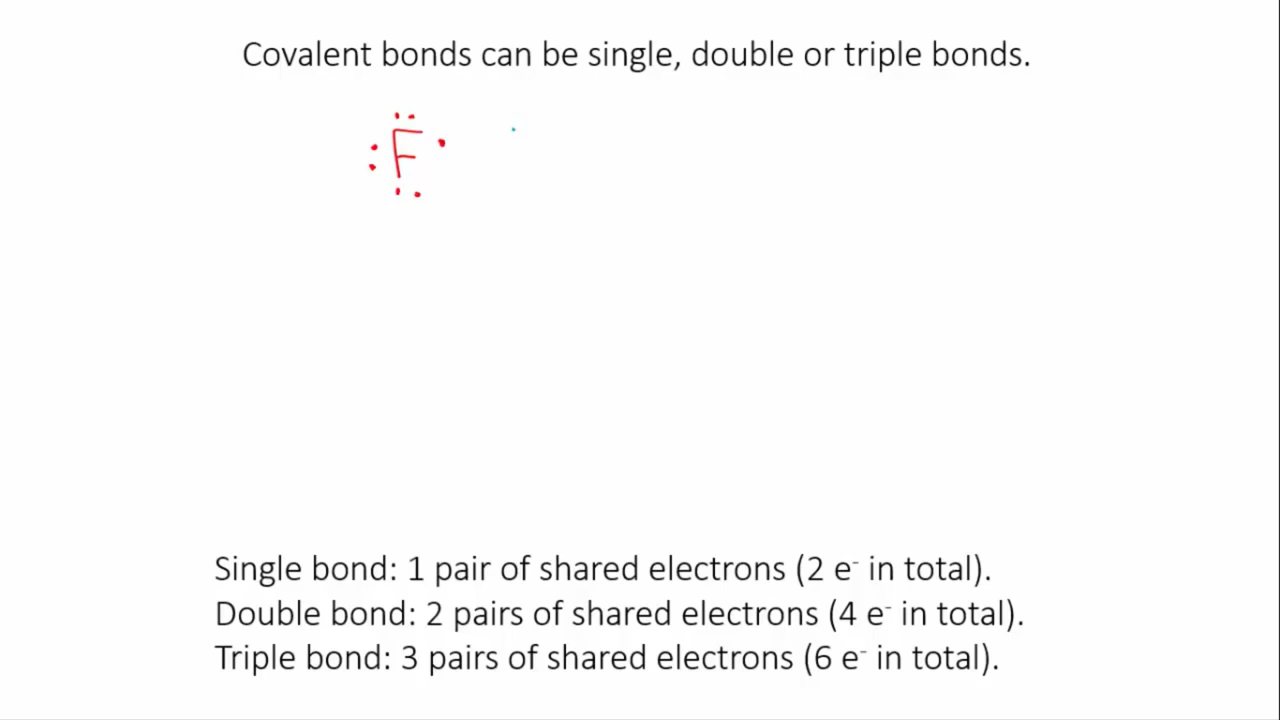 Covalent bonds can be single, double or triple bonds.
F
Single bond: 1 pair of shared electrons (2 e⁻ in total).
Double bond: 2 pairs of shared electrons (4 e⁻ in total).
Triple bond: 3 pairs of shared electrons (6 e⁻ in total).